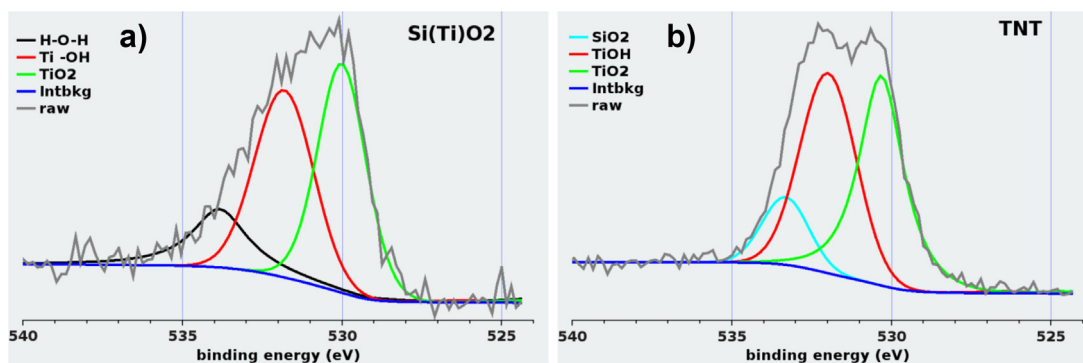 a)
Si(Ti)O2
H-O-H
Ti -OH
TiO2
Intbkg
raw
540
535
530
525
binding energy (eV)
b)
TNT
SiO2
TiOH
TiO2
Intbkg
raw
540
535
530
525
binding energy (eV)